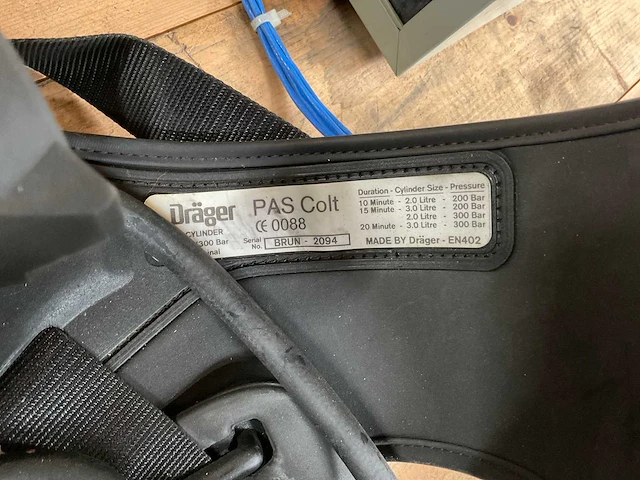 Dräger PAS Colt
CE 0088
CYLINDER
300 Bar
Serial No. BRUN - 2094
Duration - Cylinder Size - Pressure
10 Minute - 2.0 Litre - 200 Bar
15 Minute - 3.0 Litre - 200 Bar
2.0 Litre - 300 Bar
20 Minute - 3.0 Litre - 300 Bar
MADE BY Dräger - EN402